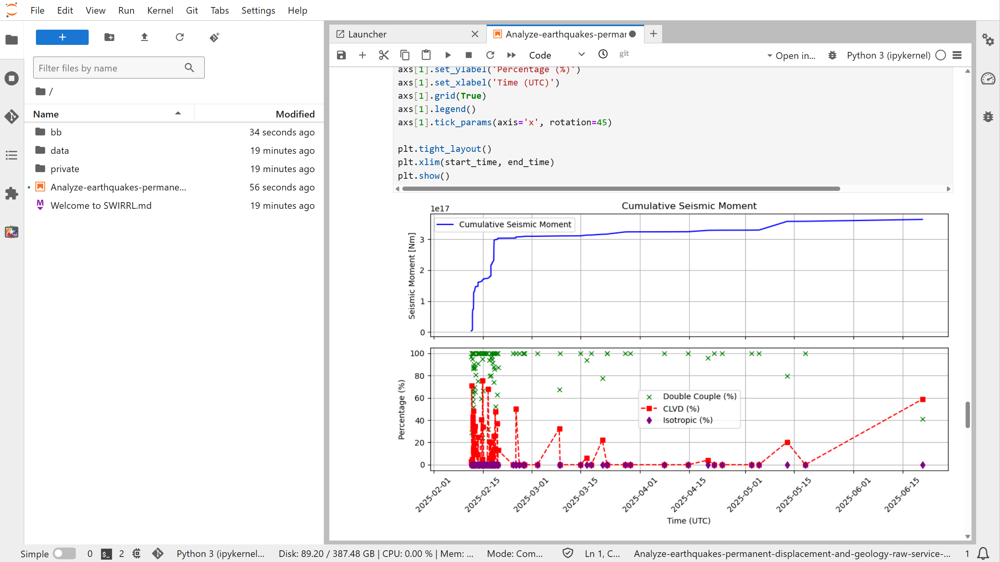 File Edit View Run Kernel Git Tabs Settings Help
Filter files by name
/
Name Modified
bb 34 seconds ago
data 19 minutes ago
private 19 minutes ago
Analyze-earthquakes-permane... 56 seconds ago
Welcome to SWIRRL.md 19 minutes ago
Launcher
Analyze-earthquakes-permar
Code git Open in... Python 3 (ipykernel)
axs[1].set_ylabel('Percentage (%)')
axs[1].set_xlabel('Time (UTC)')
axs[1].grid(True)
axs[1].legend()
axs[1].tick_params(axis='x', rotation=45)
plt.tight_layout()
plt.xlim(start_time, end_time)
plt.show()
1e17
Cumulative Seismic Moment
Cumulative Seismic Moment
Seismic Moment [Nm]
3
2
1
0
Percentage (%)
100
80
60
40
20
0
Double Couple (%)
CLVD (%)
Isotropic (%)
2025-02-01
2025-02-15
2025-03-01
2025-03-15
2025-04-01
2025-04-15
2025-05-01
2025-05-15
2025-06-01
2025-06-15
Time (UTC)
Simple 0 $_ 2 Python 3 (ipykernel... Disk: 89.20 / 387.48 GB | CPU: 0.00 % | Mem: ... Mode: Com... Ln 1, C... Analyze-earthquakes-permanent-displacement-and-geology-raw-service-... 1